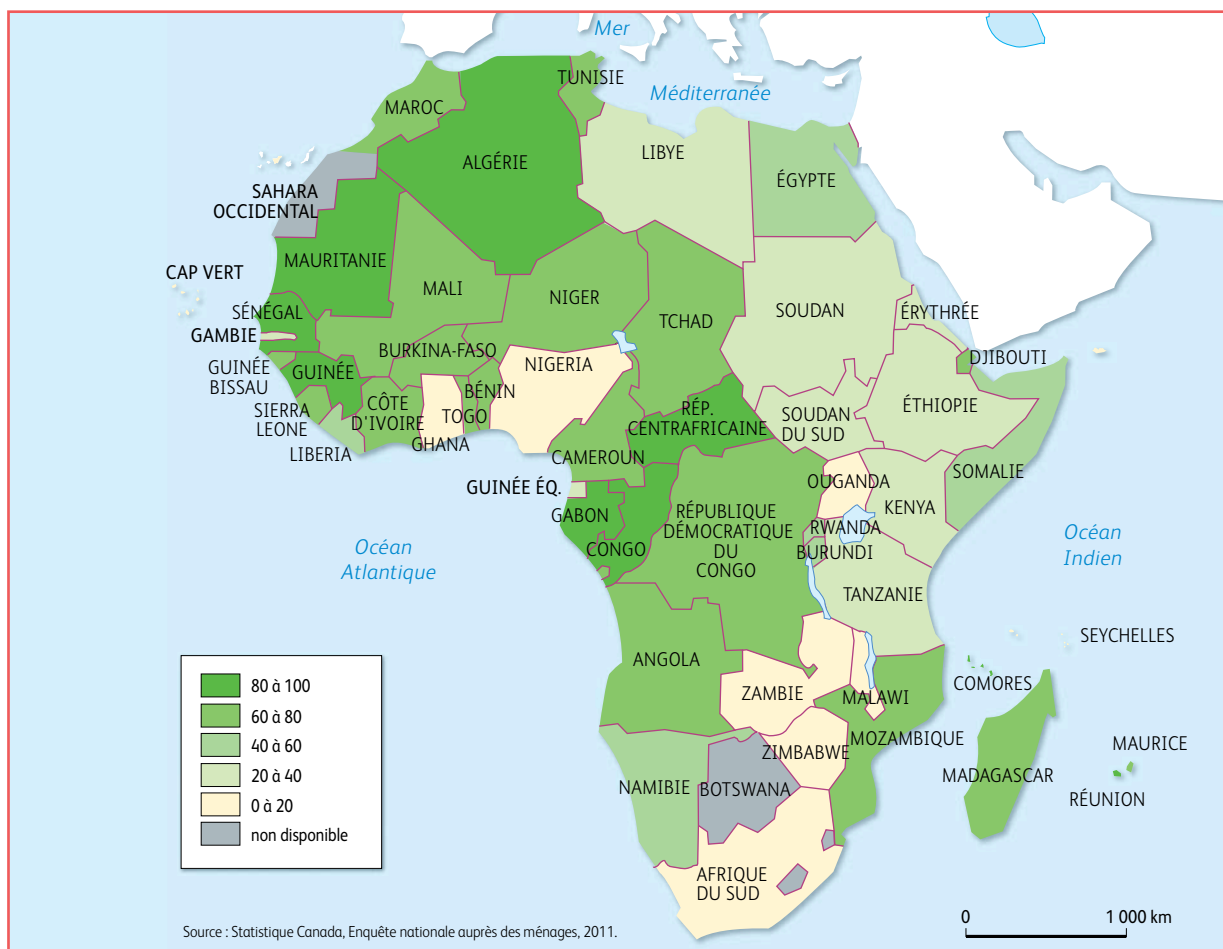 Mer
Méditerranée
TUNISIE
MAROC
ALGÉRIE
LIBYE
ÉGYPTE
SAHARA
OCCIDENTAL
MAURITANIE
CAP VERT
MALI
NIGER
TCHAD
SOUDAN
ÉRYTHRÉE
SÉNÉGAL
GAMBIE
BURKINA-FASO
DJIBOUTI
GUINÉE
BISSAU
GUINÉE
NIGERIA
BÉNIN
CÔTE
D'IVOIRE
TOGO
GHANA
SIERRA
LEONE
LIBERIA
RÉP.
CENTRAFRICAINE
SOUDAN
DU SUD
ÉTHIOPIE
CAMEROUN
SOMALIE
GUINÉE ÉQ.
OUGANDA
KENYA
GABON
CONGO
RÉPUBLIQUE
DÉMOCRATIQUE
DU
CONGO
RWANDA
BURUNDI
Océan
Atlantique
Océan
Indien
TANZANIE
SEYCHELLES
ANGOLA
ZAMBIE
MALAWI
COMORES
MOZAMBIQUE
ZIMBABWE
MAURICE
MADAGASCAR
RÉUNION
NAMIBIE
BOTSWANA
AFRIQUE
DU SUD
80 à 100
60 à 80
40 à 60
20 à 40
0 à 20
non disponible
0 1 000 km
Source : Statistique Canada, Enquête nationale auprès des ménages, 2011.